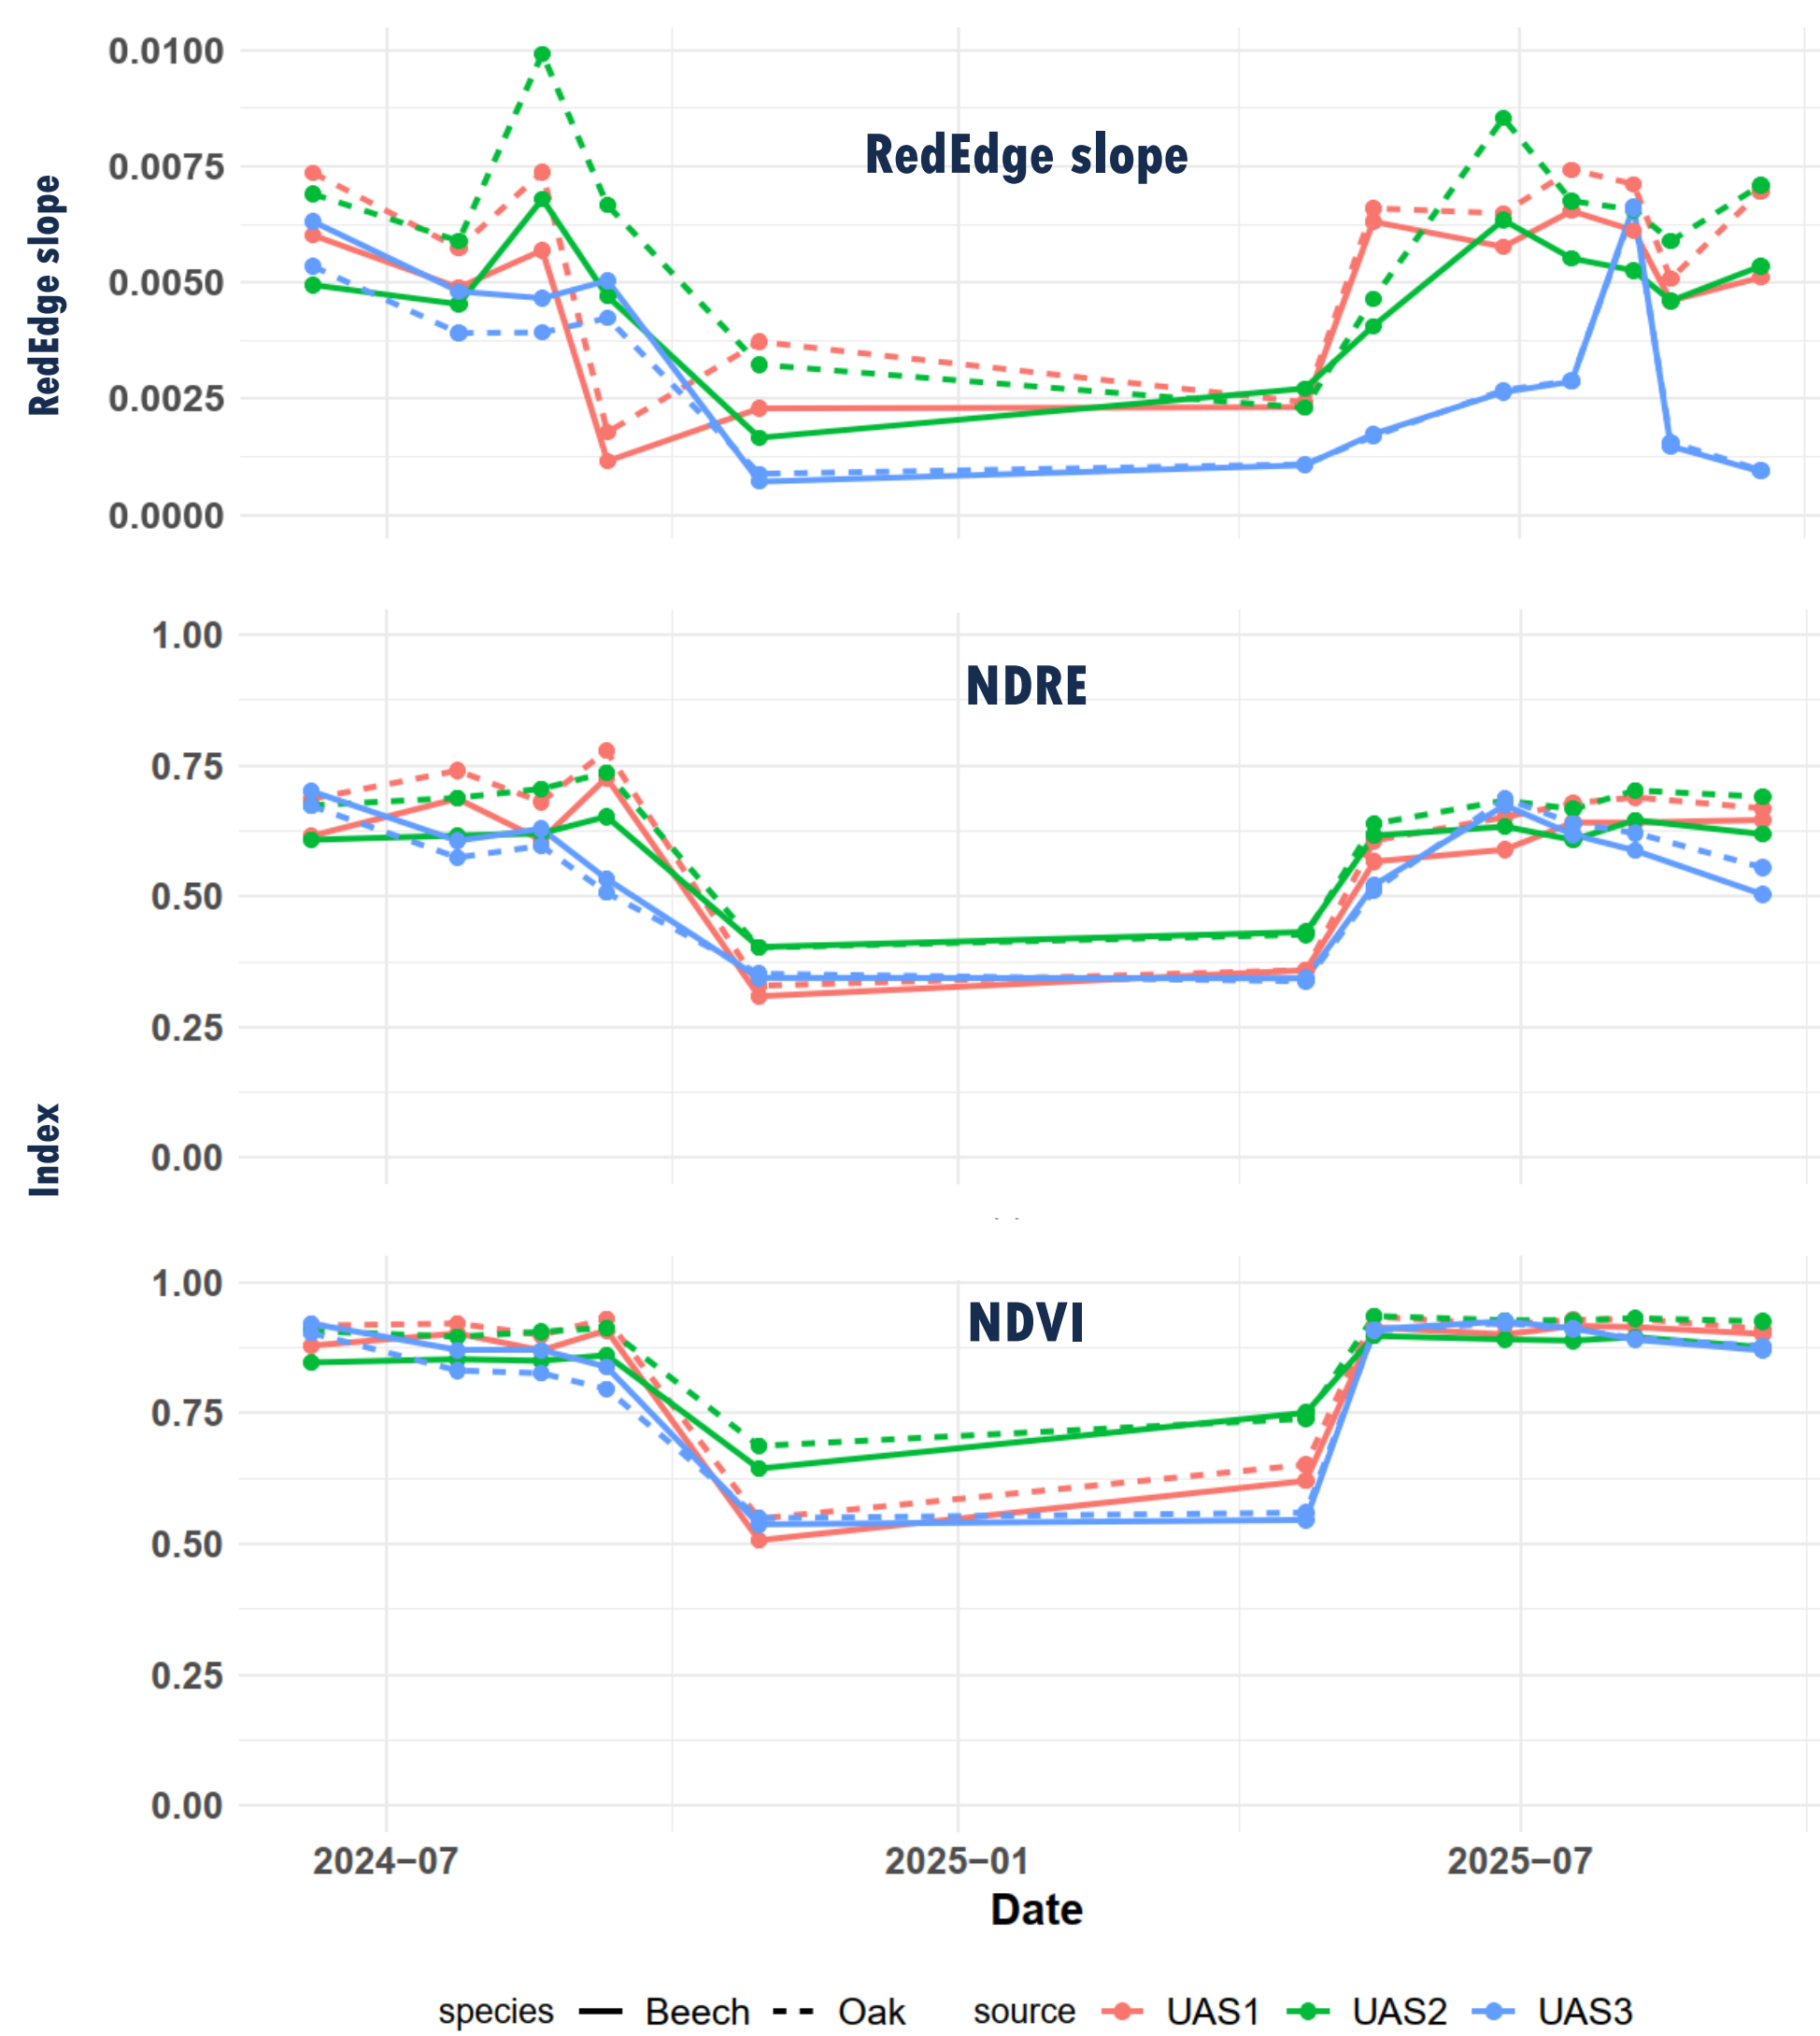 RedEdge slope
RedEdge slope
0.0100
0.0075
0.0050
0.0025
0.0000
NDRE
1.00
0.75
0.50
0.25
0.00
Index
NDVI
1.00
0.75
0.50
0.25
0.00
2024−07 2025−01 2025−07
Date
species Beech Oak source UAS1 UAS2 UAS3